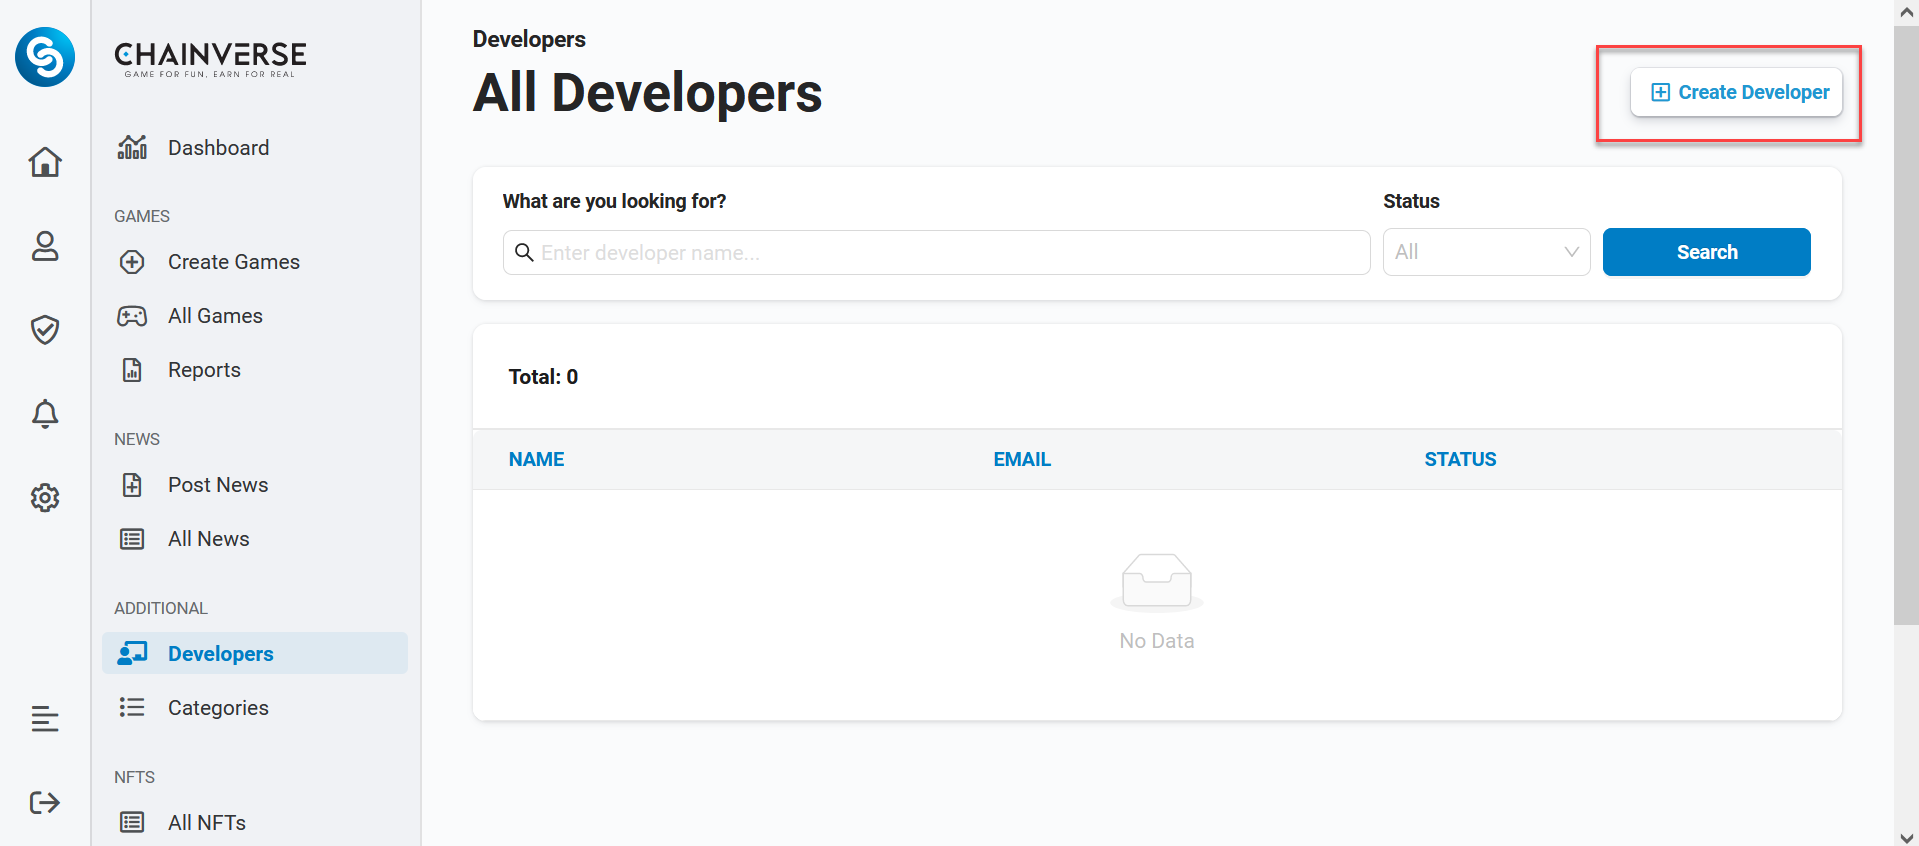 CHAINVERSE
GAME FOR FUN, EARN FOR REAL
Dashboard
GAMES
Create Games
All Games
Reports
NEWS
Post News
All News
ADDITIONAL
Developers
Categories
NFTS
All NFTs
Developers
All Developers
Create Developer
What are you looking for?
Status
Enter developer name...
All
Search
Total: 0
NAME EMAIL STATUS
No Data